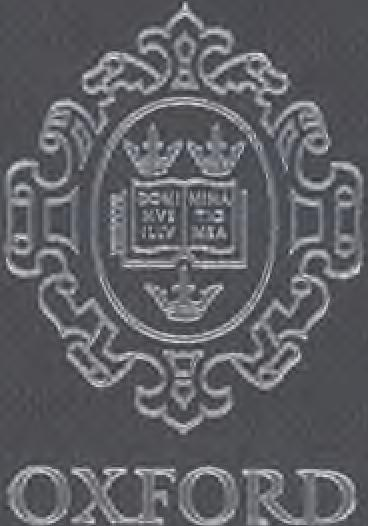 DOMI MINA
NVS TIO
ILLV MEA
OXFORD